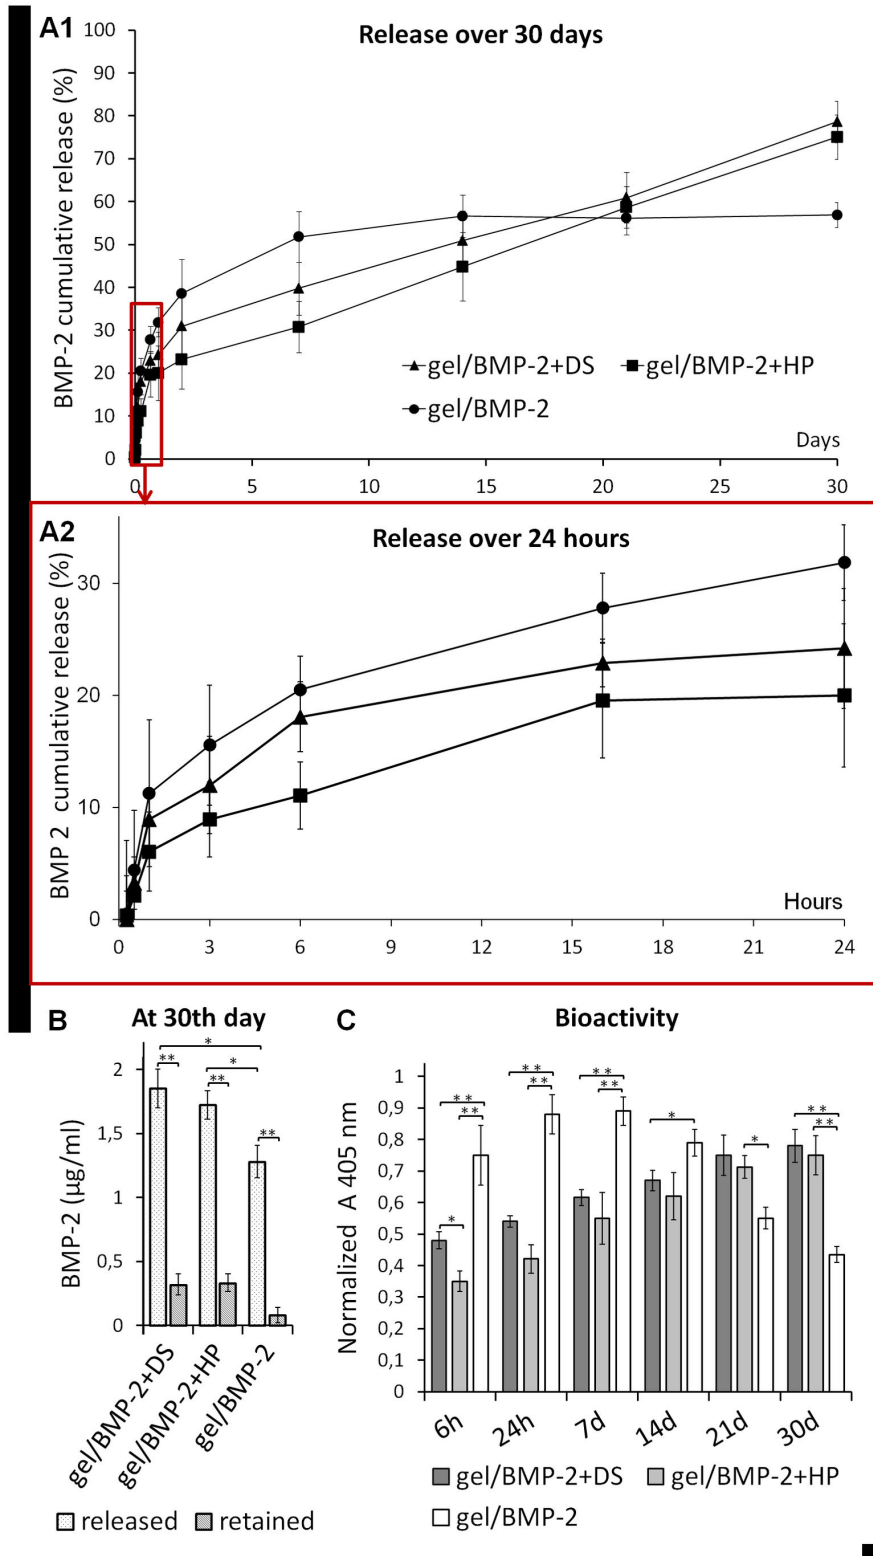 A1
Release over 30 days
BMP-2 cumulative release (%)
100
90
80
70
60
50
40
30
20
10
0
gel/BMP-2+DS gel/BMP-2+HP
gel/BMP-2
Days
0 5 10 15 20 25 30
A2
Release over 24 hours
BMP 2 cumulative release (%)
30
20
10
0
Hours
0 3 6 9 12 15 18 21 24
B At 30th day
BMP-2 (µg/ml)
2
1,5
1
0,5
0
* ** * ** **
gel/BMP-2+DS
gel/BMP-2+HP
gel/BMP-2
released retained
C Bioactivity
Normalized A 405 nm
1
0,9
0,8
0,7
0,6
0,5
0,4
0,3
0,2
0,1
0
** ** * ** ** ** ** * * ** **
6h 24h 7d 14d 21d 30d
gel/BMP-2+DS gel/BMP-2+HP
gel/BMP-2